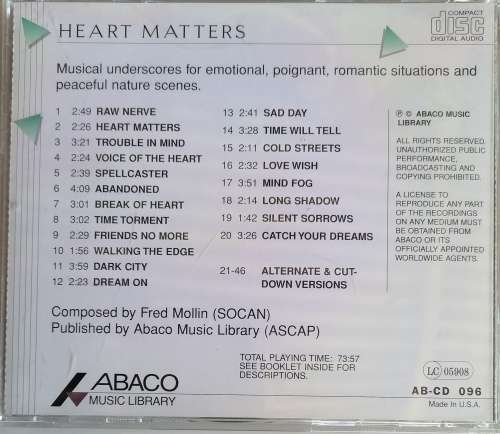 HEART MATTERS
COMPACT
disc
DIGITAL AUDIO
Musical underscores for emotional, poignant, romantic situations and
peaceful nature scenes.
1 2:49 RAW NERVE
2 2:26 HEART MATTERS
3 3:21 TROUBLE IN MIND
4 2:24 VOICE OF THE HEART
5 2:39 SPELLCASTER
6 4:09 ABANDONED
7 3:01 BREAK OF HEART
8 3:02 TIME TORMENT
9 2:29 FRIENDS NO MORE
10 1:56 WALKING THE EDGE
11 3:59 DARK CITY
12 2:23 DREAM ON
13 2:41 SAD DAY
14 3:28 TIME WILL TELL
15 2:11 COLD STREETS
16 2:32 LOVE WISH
17 3:51 MIND FOG
18 2:14 LONG SHADOW
19 1:42 SILENT SORROWS
20 3:26 CATCH YOUR DREAMS
21-46 ALTERNATE & CUT-
DOWN VERSIONS
℗ © ABACO MUSIC
LIBRARY
ALL RIGHTS RESERVED.
UNAUTHORIZED PUBLIC
PERFORMANCE,
BROADCASTING AND
COPYING PROHIBITED.
A LICENSE TO
REPRODUCE ANY PART
OF THE RECORDINGS
ON ANY MEDIUM MUST
BE OBTAINED FROM
ABACO OR ITS
OFFICIALLY APPOINTED
WORLDWIDE AGENTS.
Composed by Fred Mollin (SOCAN)
Published by Abaco Music Library (ASCAP)
TOTAL PLAYING TIME: 73:57
SEE BOOKLET INSIDE FOR
DESCRIPTIONS.
ABACO
MUSIC LIBRARY
LC 05908
AB-CD 096
Made in U.S.A.